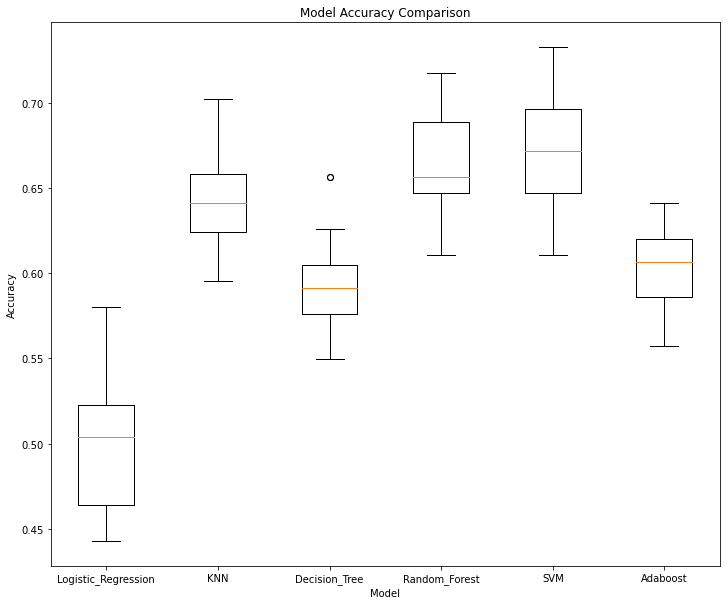 Model Accuracy Comparison
Accuracy
0.70
0.65
0.60
0.55
0.50
0.45
Logistic_Regression KNN Decision_Tree Random_Forest SVM Adaboost
Model